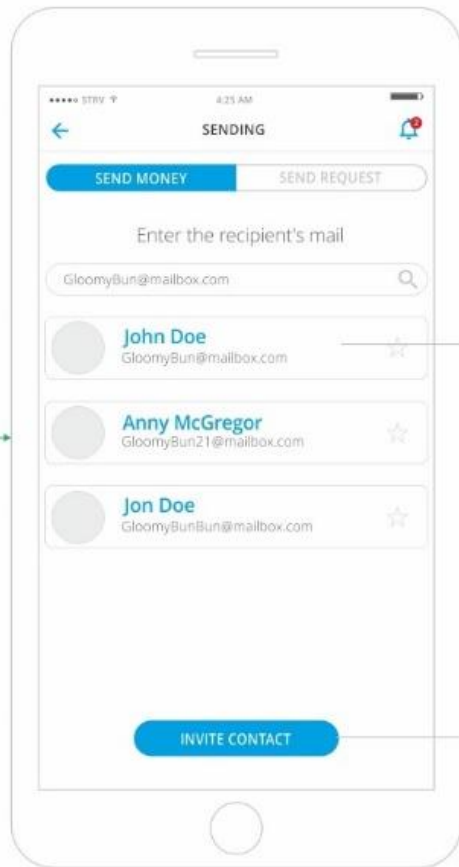 STRV 4:25 AM
SENDING 2
SEND MONEY SEND REQUEST
Enter the recipient's mail
GloomyBun@mailbox.com
John Doe
GloomyBun@mailbox.com
Anny McGregor
GloomyBun21@mailbox.com
Jon Doe
GloomyBunBun@mailbox.com
INVITE CONTACT